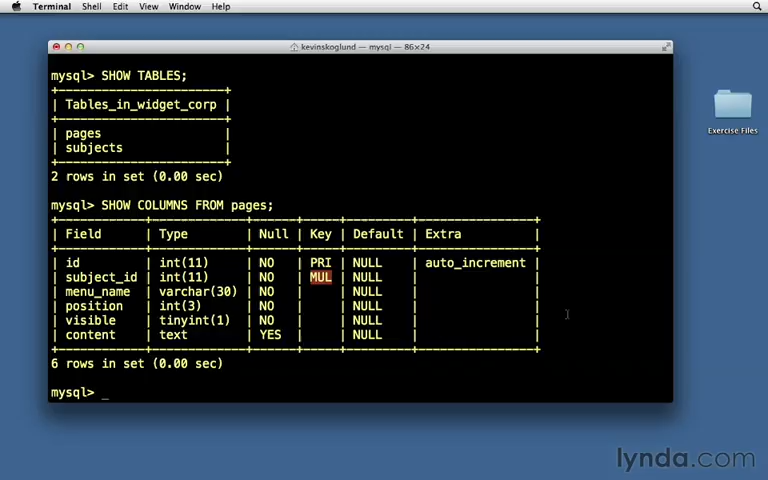 Terminal Shell Edit View Window Help
kevinskoglund — mysql — 86×24
mysql> SHOW TABLES;
+-----------------------+
| Tables_in_widget_corp |
+-----------------------+
| pages                 |
| subjects              |
+-----------------------+
2 rows in set (0.00 sec)
mysql> SHOW COLUMNS FROM pages;
+------------+-------------+------+-----+---------+----------------+
| Field      | Type        | Null | Key | Default | Extra          |
+------------+-------------+------+-----+---------+----------------+
| id         | int(11)     | NO   | PRI | NULL    | auto_increment |
| subject_id | int(11)     | NO   | MUL | NULL    |                |
| menu_name  | varchar(30) | NO   |     | NULL    |                |
| position   | int(3)      | NO   |     | NULL    |                |
| visible    | tinyint(1)  | NO   |     | NULL    |                |
| content    | text        | YES  |     | NULL    |                |
+------------+-------------+------+-----+---------+----------------+
6 rows in set (0.00 sec)
mysql> _
Exercise Files
lynda.com